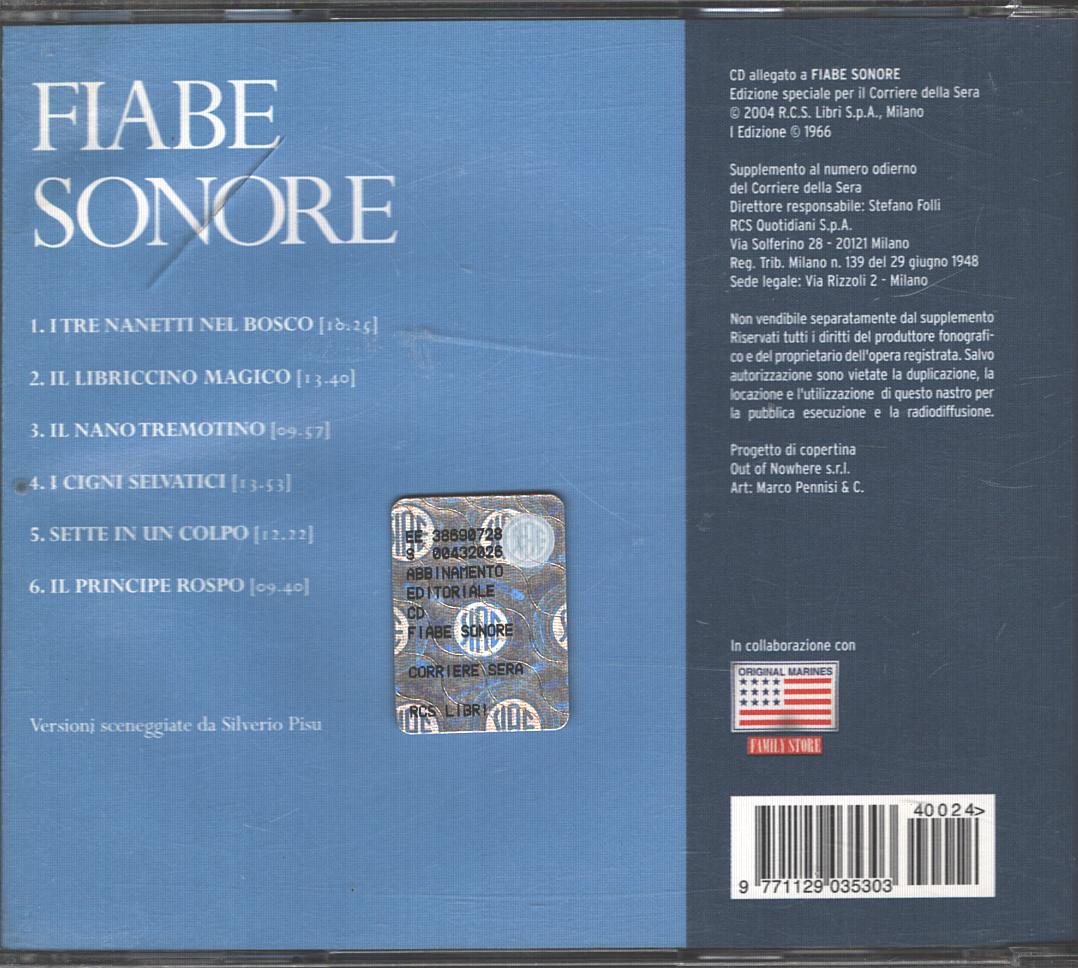 FIABE
SONORE
1. I TRE NANETTI NEL BOSCO [10.25]
2. IL LIBRICCINO MAGICO [13.40]
3. IL NANO TREMOTINO [09.57]
4. I CIGNI SELVATICI [13.53]
5. SETTE IN UN COLPO [12.22]
6. IL PRINCIPE ROSPO [09.40]
Versioni sceneggiate da Silverio Pisu
EE 38690728
S 00432026
ABBINAMENTO
EDITORIALE
CD
FIABE SONORE
CORRIERE SERA
RCS LIBRI
CD allegato a FIABE SONORE
Edizione speciale per il Corriere della Sera
© 2004 R.C.S. Libri S.p.A., Milano
I Edizione © 1966
Supplemento al numero odierno
del Corriere della Sera
Direttore responsabile: Stefano Folli
RCS Quotidiani S.p.A.
Via Solferino 28 - 20121 Milano
Reg. Trib. Milano n. 139 del 29 giugno 1948
Sede legale: Via Rizzoli 2 - Milano
Non vendibile separatamente dal supplemento
Riservati tutti i diritti del produttore fonografi-
co e del proprietario dell'opera registrata. Salvo
autorizzazione sono vietate la duplicazione, la
locazione e l'utilizzazione di questo nastro per
la pubblica esecuzione e la radiodiffusione.
Progetto di copertina
Out of Nowhere s.r.l.
Art: Marco Pennisi & C.
In collaborazione con
ORIGINAL MARINES
FAMILY STORE
40024>
9 771129 035303